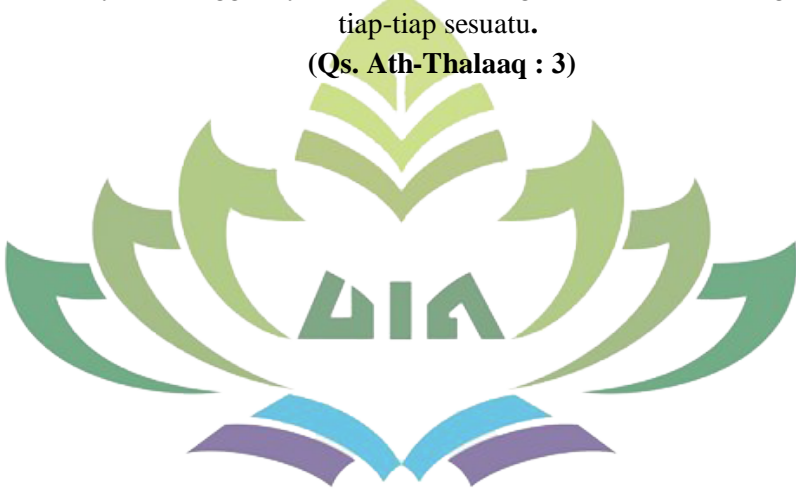 tiap-tiap sesuatu.
(Qs. Ath-Thalaaq : 3)
UIN